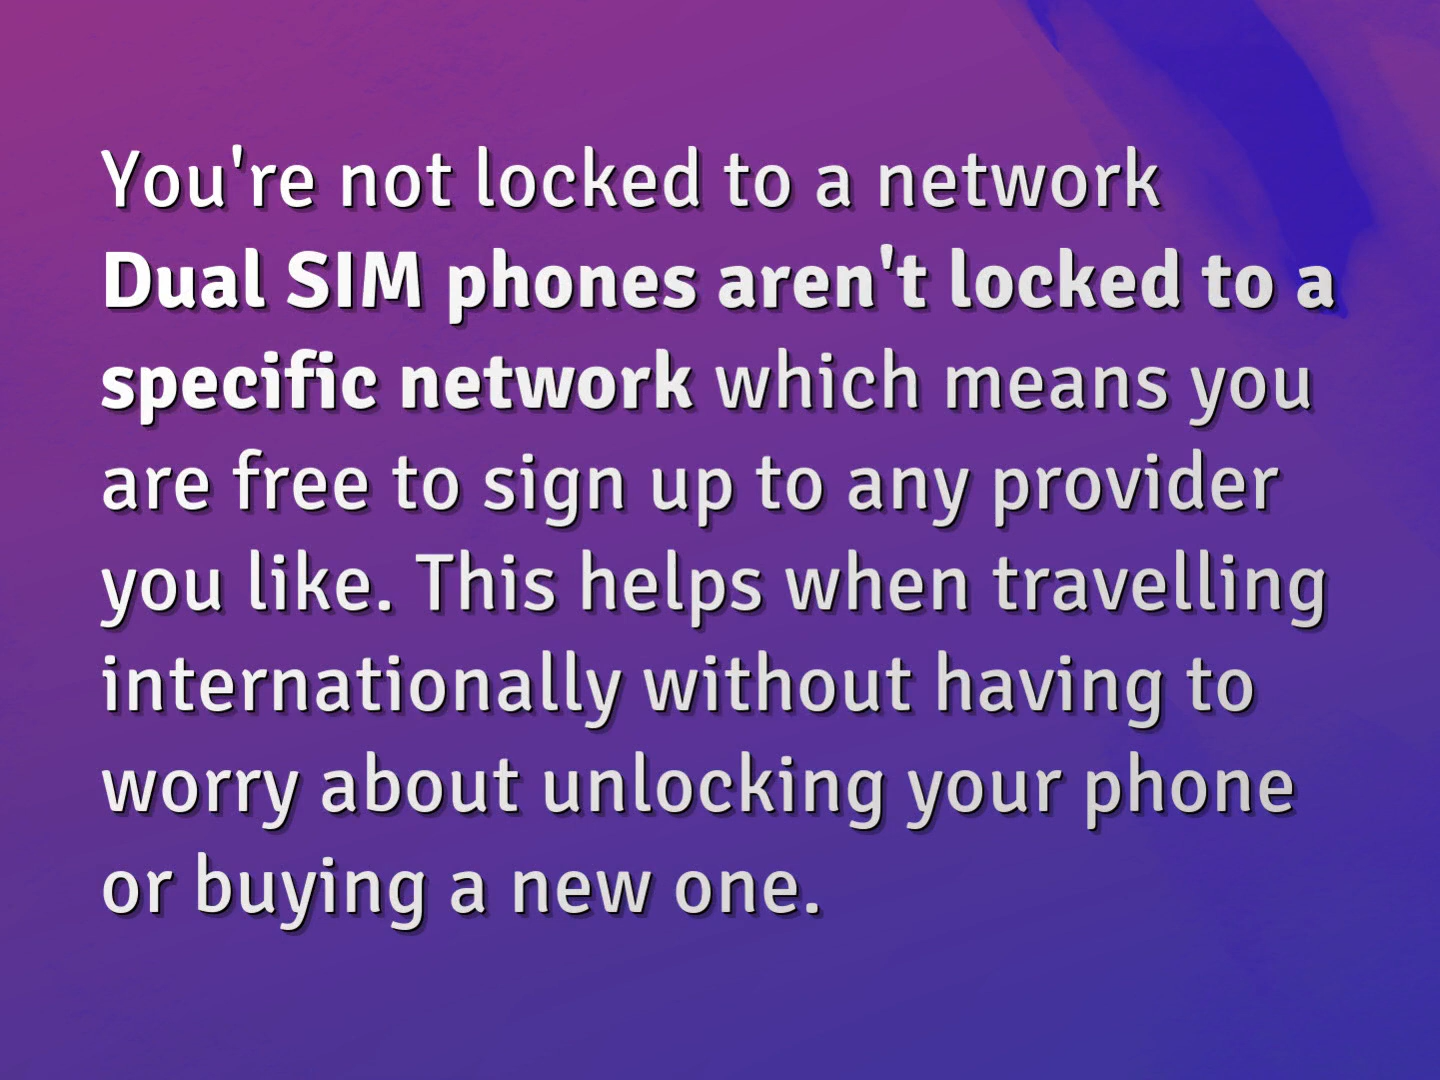 You're not locked to a network
Dual SIM phones aren't locked to a
specific network which means you
are free to sign up to any provider
you like. This helps when travelling
internationally without having to
worry about unlocking your phone
or buying a new one.